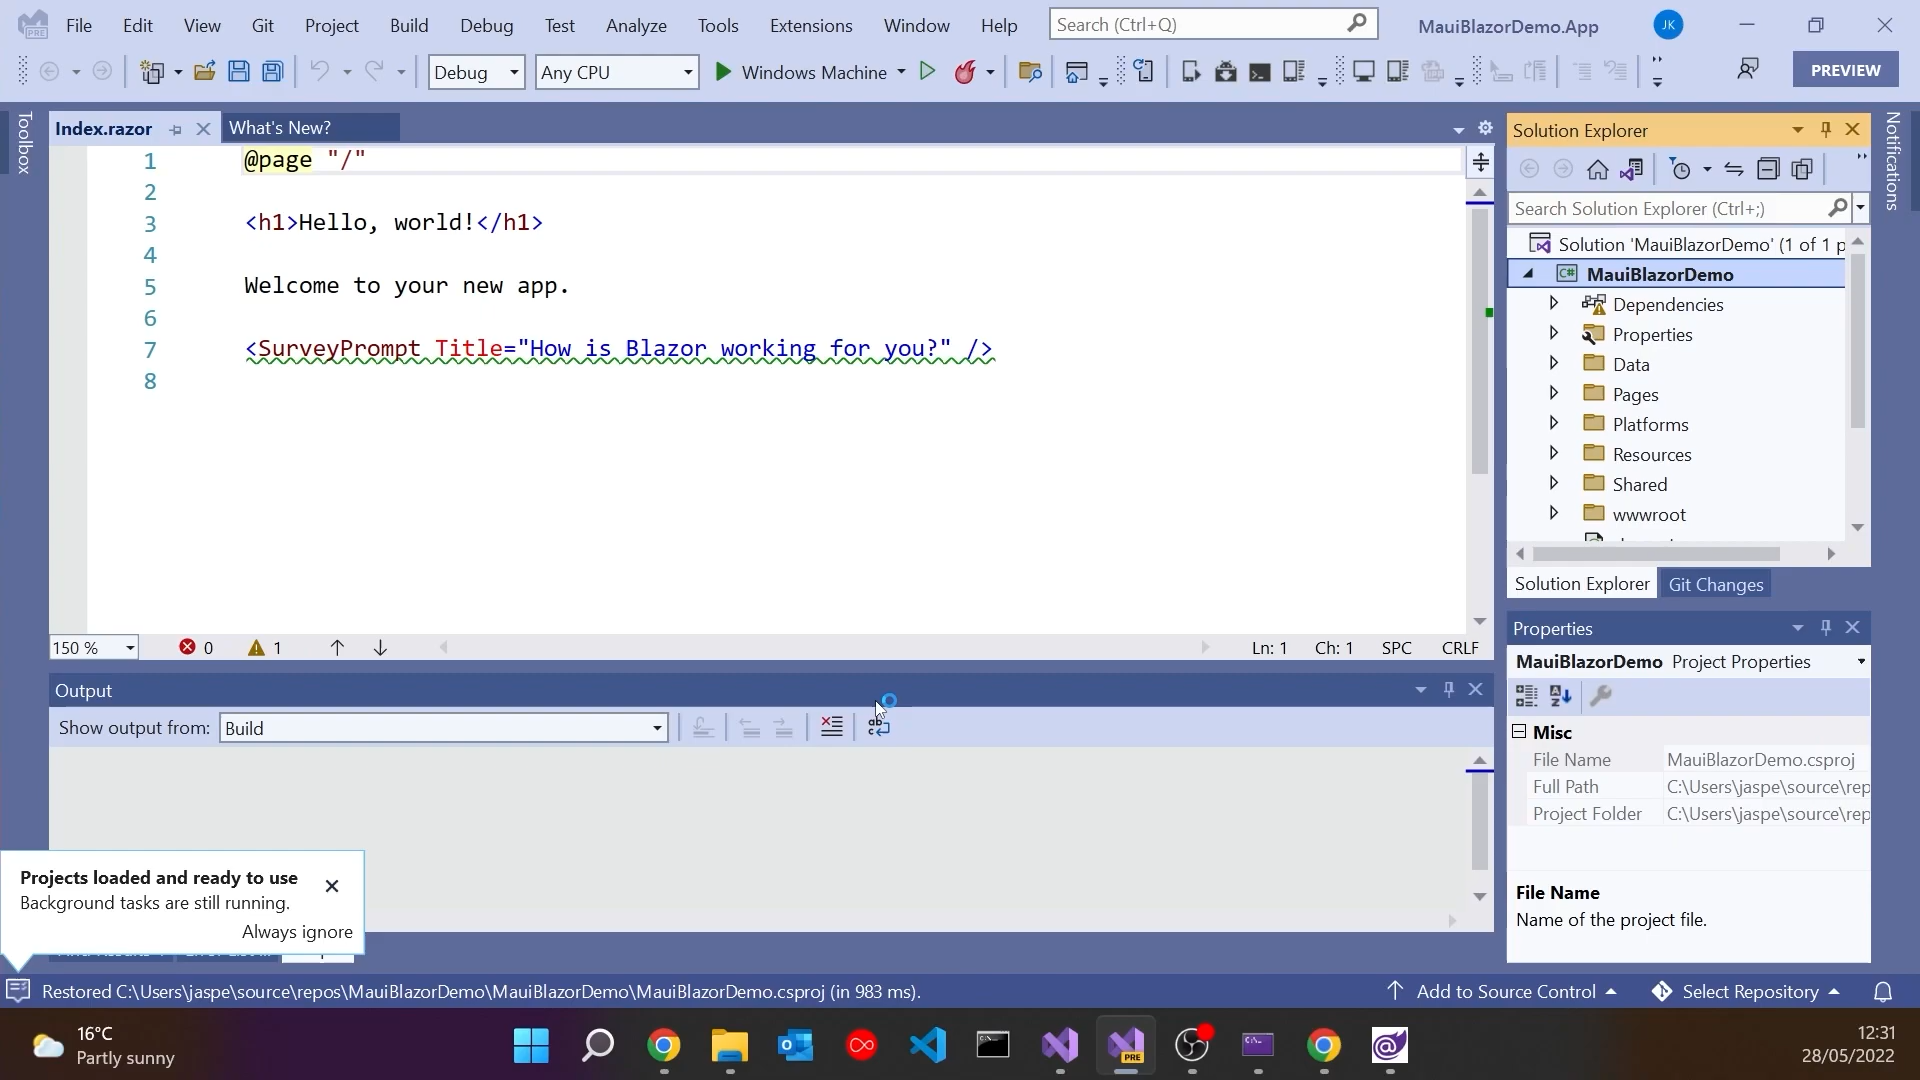 File Edit View Git Project Build Debug Test Analyze Tools Extensions Window Help Search (Ctrl+Q) MauiBlazorDemo.App JK
PRE
Debug Any CPU Windows Machine PREVIEW
Toolbox
Index.razor What's New?
1 @page "/"
2
3 <h1>Hello, world!</h1>
4
5 Welcome to your new app.
6
7 <SurveyPrompt Title="How is Blazor working for you?" />
8
150 % 0 1 Ln: 1 Ch: 1 SPC CRLF
Output
Show output from: Build
Solution Explorer
Search Solution Explorer (Ctrl+;)
Solution 'MauiBlazorDemo' (1 of 1 p
C# MauiBlazorDemo
Dependencies
Properties
Data
Pages
Platforms
Resources
Shared
wwwroot
Solution Explorer Git Changes
Notifications
Properties
MauiBlazorDemo Project Properties
Misc
File Name MauiBlazorDemo.csproj
Full Path C:\Users\jaspe\source\rep
Project Folder C:\Users\jaspe\source\rep
File Name
Name of the project file.
Projects loaded and ready to use
Background tasks are still running.
Always ignore
Restored C:\Users\jaspe\source\repos\MauiBlazorDemo\MauiBlazorDemo\MauiBlazorDemo.csproj (in 983 ms).
Add to Source Control Select Repository
16°C
Partly sunny
PRE
12:31
28/05/2022